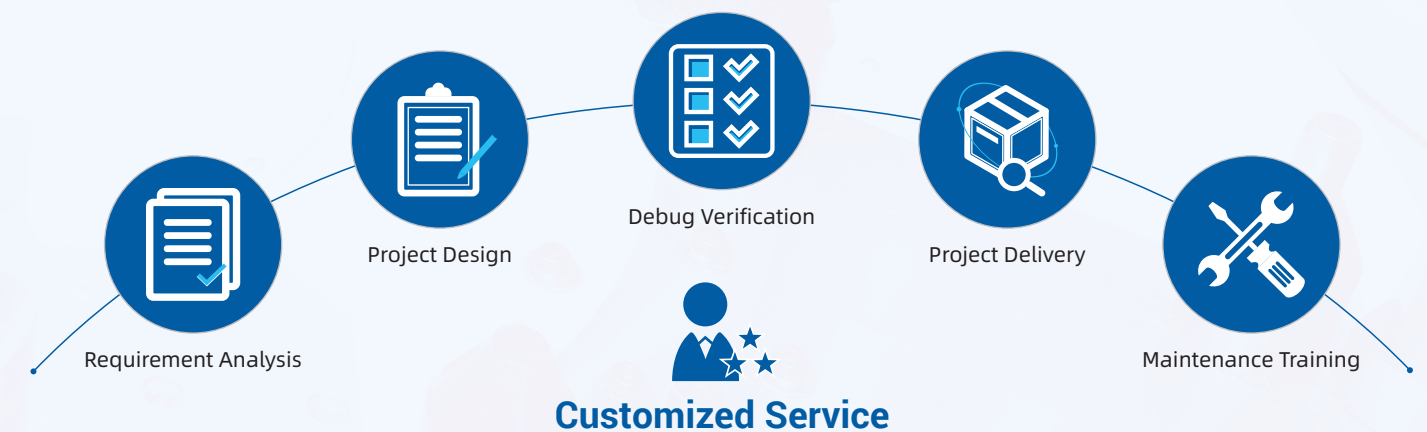 Requirement Analysis
Project Design
Debug Verification
Project Delivery
Maintenance Training
Customized Service